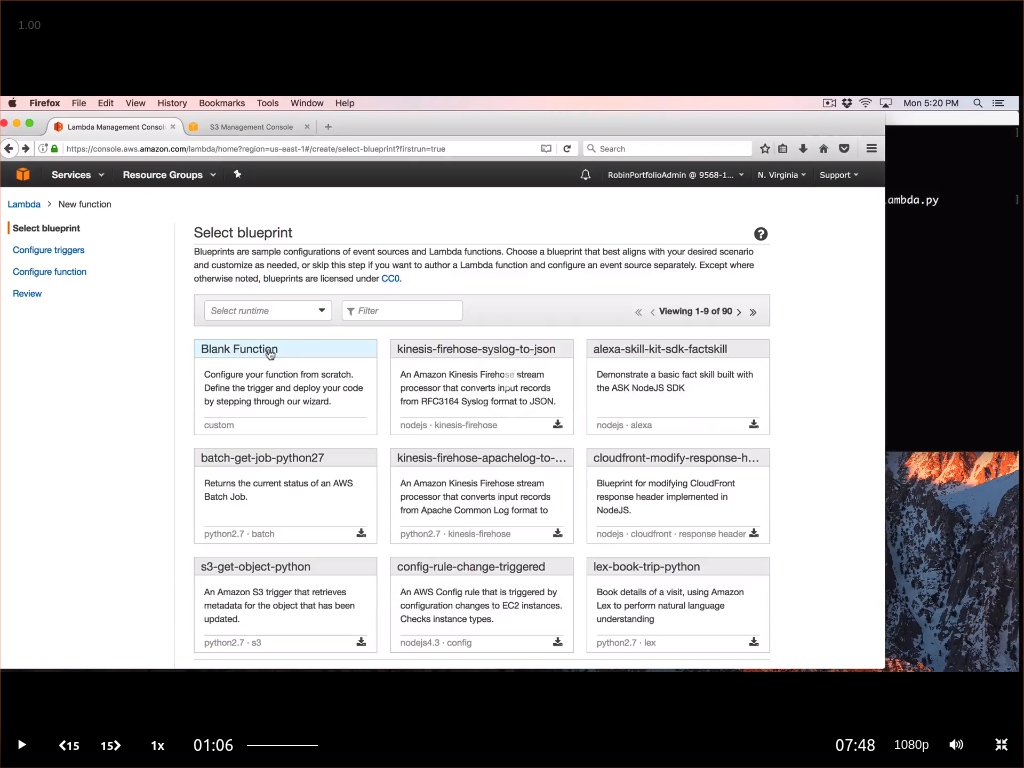 1.00
Firefox File Edit View History Bookmarks Tools Window Help Mon 5:20 PM
Lambda Management Consol × S3 Management Console × +
https://console.aws.amazon.com/lambda/home?region=us-east-1#/create/select-blueprint?firstrun=true Search
Services Resource Groups RobinPortfolioAdmin @ 9568-1... N. Virginia Support
ambda.py
Lambda > New function
Select blueprint
Configure triggers
Configure function
Review
Select blueprint
Blueprints are sample configurations of event sources and Lambda functions. Choose a blueprint that best aligns with your desired scenario
and customize as needed, or skip this step if you want to author a Lambda function and configure an event source separately. Except where
otherwise noted, blueprints are licensed under CC0.
Select runtime Filter « < Viewing 1-9 of 90 > »
Blank Function
Configure your function from scratch.
Define the trigger and deploy your code
by stepping through our wizard.
custom
kinesis-firehose-syslog-to-json
An Amazon Kinesis Firehose stream
processor that converts input records
from RFC3164 Syslog format to JSON.
nodejs · kinesis-firehose
alexa-skill-kit-sdk-factskill
Demonstrate a basic fact skill built with
the ASK NodeJS SDK
nodejs · alexa
batch-get-job-python27
Returns the current status of an AWS
Batch Job.
python2.7 · batch
kinesis-firehose-apachelog-to-...
An Amazon Kinesis Firehose stream
processor that converts input records
from Apache Common Log format to
python2.7 · kinesis-firehose
cloudfront-modify-response-h...
Blueprint for modifying CloudFront
response header implemented in
NodeJS.
nodejs · cloudfront · response header
s3-get-object-python
An Amazon S3 trigger that retrieves
metadata for the object that has been
updated.
python2.7 · s3
config-rule-change-triggered
An AWS Config rule that is triggered by
configuration changes to EC2 instances.
Checks instance types.
nodejs4.3 · config
lex-book-trip-python
Book details of a visit, using Amazon
Lex to perform natural language
understanding
python2.7 · lex
15 15 1x 01:06 07:48 1080p